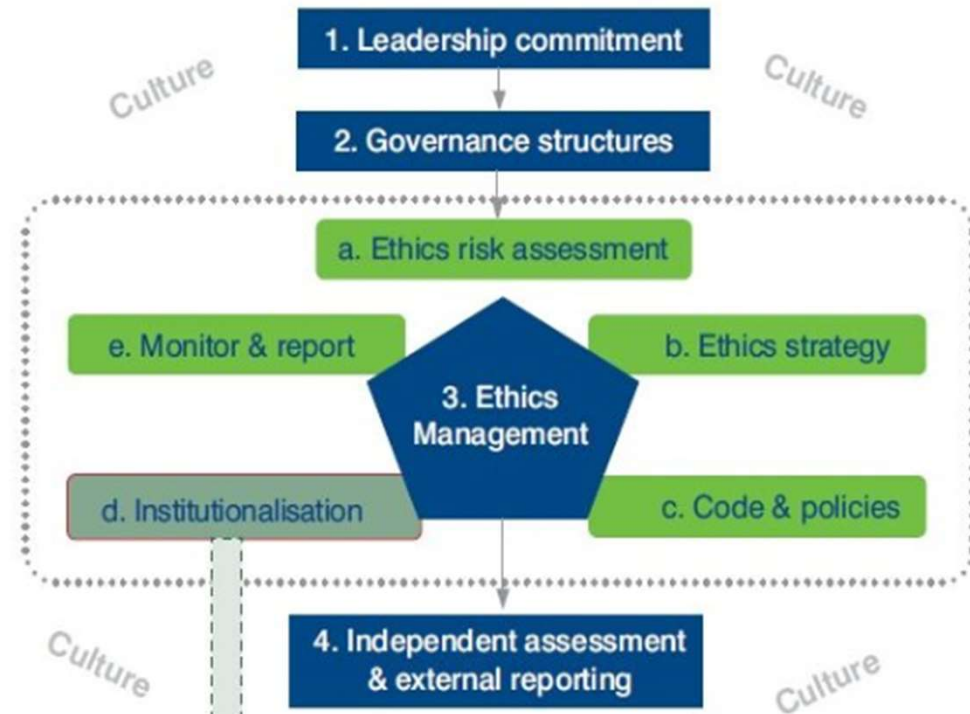 1. Leadership commitment
Culture
Culture
2. Governance structures
a. Ethics risk assessment
e. Monitor & report
b. Ethics strategy
3. Ethics
Management
d. Institutionalisation
c. Code & policies
4. Independent assessment
& external reporting
Culture
Culture